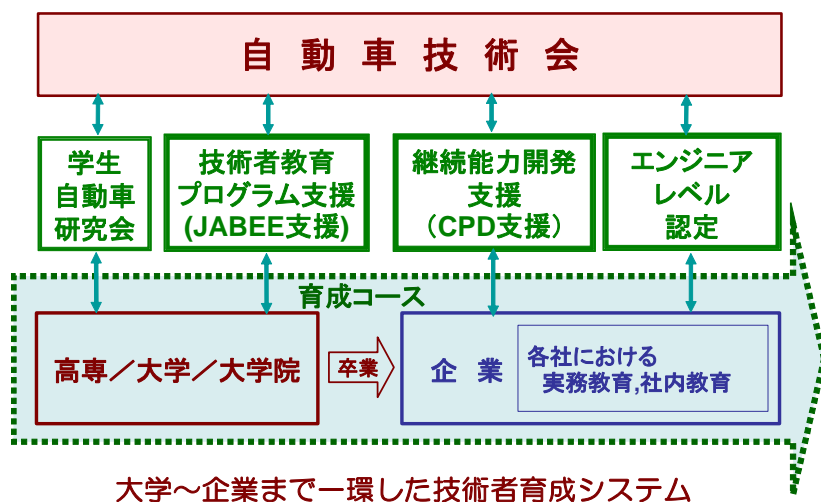 自動車技術会
学生
自動車
研究会
技術者教育
プログラム支援
(JABEE支援)
継続能力開発
支援
（CPD支援）
エンジニア
レベル
認定
育成コース
高専／大学／大学院
卒業
企業
各社における
実務教育,社内教育
大学～企業まで一環した技術者育成システム